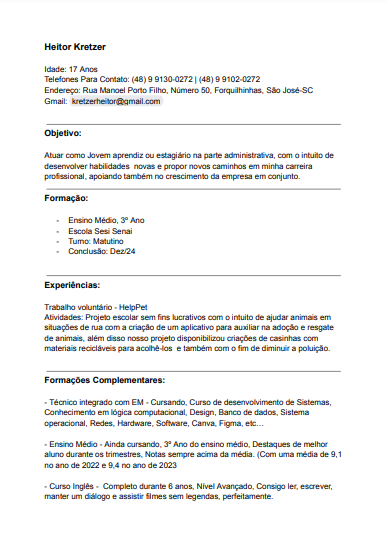 Heitor Kretzer
Idade: 17 Anos
Telefones Para Contato: (48) 9 9130-0272 | (48) 9 9102-0272
Endereço: Rua Manoel Porto Filho, Número 50, Forquilhinhas, São José-SC
Gmail: kretzerheitor@gmail.com
Objetivo:
Atuar como Jovem aprendiz ou estagiário na parte administrativa, com o intuito de
desenvolver habilidades novas e propor novos caminhos em minha carreira
profissional, apoiando também no crescimento da empresa em conjunto.
Formação:
- Ensino Médio, 3º Ano
- Escola Sesi Senai
- Turno: Matutino
- Conclusão: Dez/24
Experiências:
Trabalho voluntário - HelpPet
Atividades: Projeto escolar sem fins lucrativos com o intuito de ajudar animais em
situações de rua com a criação de um aplicativo para auxiliar na adoção e resgate
de animais, além disso nosso projeto disponibilizou criações de casinhas com
materiais recicláveis para acolhê-los e também com o fim de diminuir a poluição.
Formações Complementares:
- Técnico integrado com EM - Cursando, Curso de desenvolvimento de Sistemas,
Conhecimento em lógica computacional, Design, Banco de dados, Sistema
operacional, Redes, Hardware, Software, Canva, Figma, etc…
- Ensino Médio - Ainda cursando, 3º Ano do ensino médio, Destaques de melhor
aluno durante os trimestres, Notas sempre acima da média. (Com uma média de 9,1
no ano de 2022 e 9,4 no ano de 2023
- Curso Inglês - Completo durante 6 anos, Nível Avançado, Consigo ler, escrever,
manter um diálogo e assistir filmes sem legendas, perfeitamente.